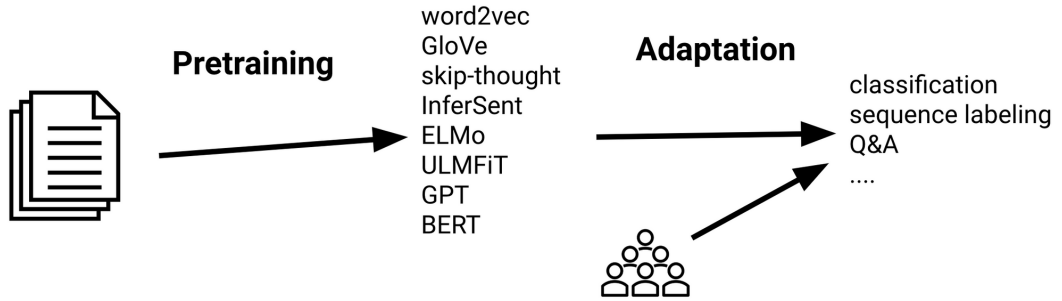 Pretraining
word2vec
GloVe
skip-thought
InferSent
ELMo
ULMFiT
GPT
BERT
Adaptation
classification
sequence labeling
Q&A
....